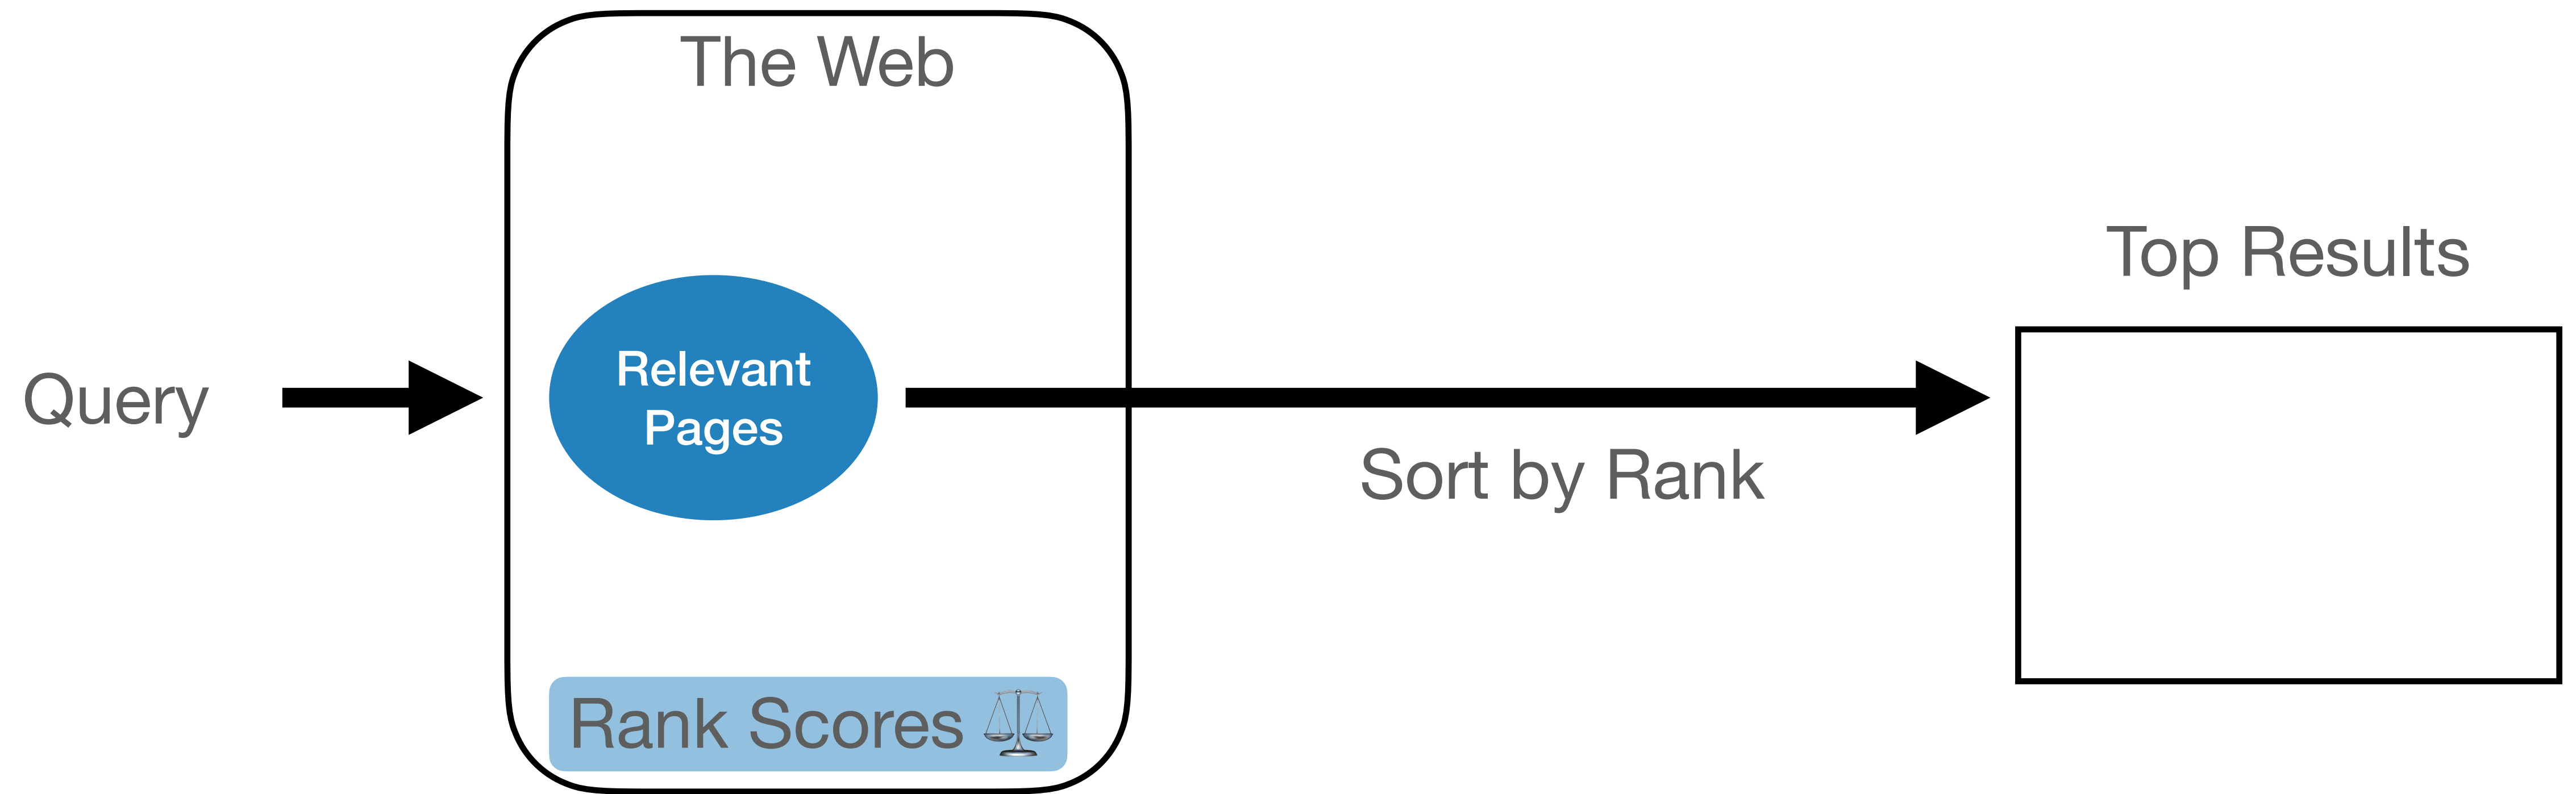 The Web
Query
Relevant
Pages
Sort by Rank
Top Results
Rank Scores